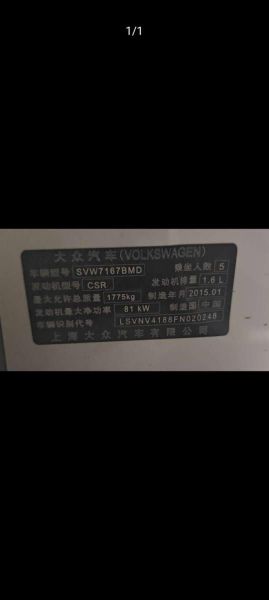 1/1
大众汽车(VOLKSWAGEN)
车辆型号 SVW7167BMD 乘坐人数 5
发动机型号 CSR 发动机排量 1.6 L
最大允许总质量 1775kg 制造年月 2015.01
发动机最大净功率 81 kW 制造国 中国
车辆识别代号 LSVNV4188FN020248
上海大众汽车有限公司